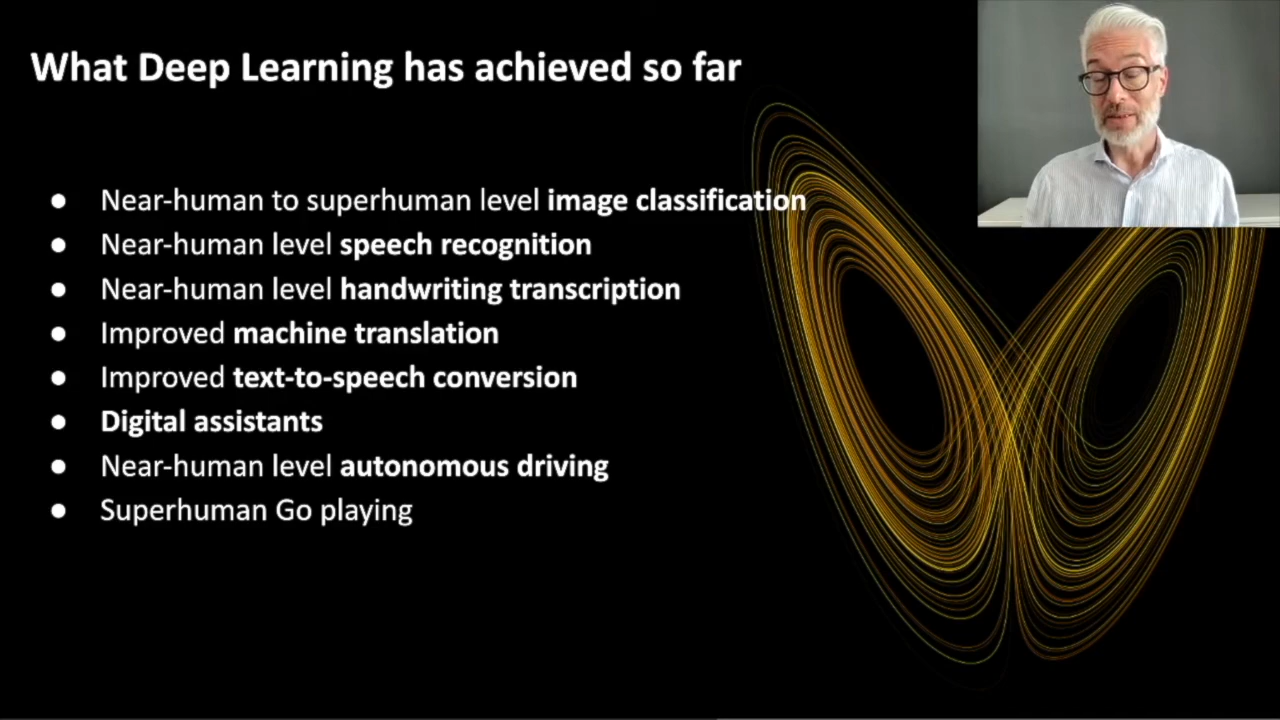 What Deep Learning has achieved so far
● Near-human to superhuman level image classification
● Near-human level speech recognition
● Near-human level handwriting transcription
● Improved machine translation
● Improved text-to-speech conversion
● Digital assistants
● Near-human level autonomous driving
● Superhuman Go playing